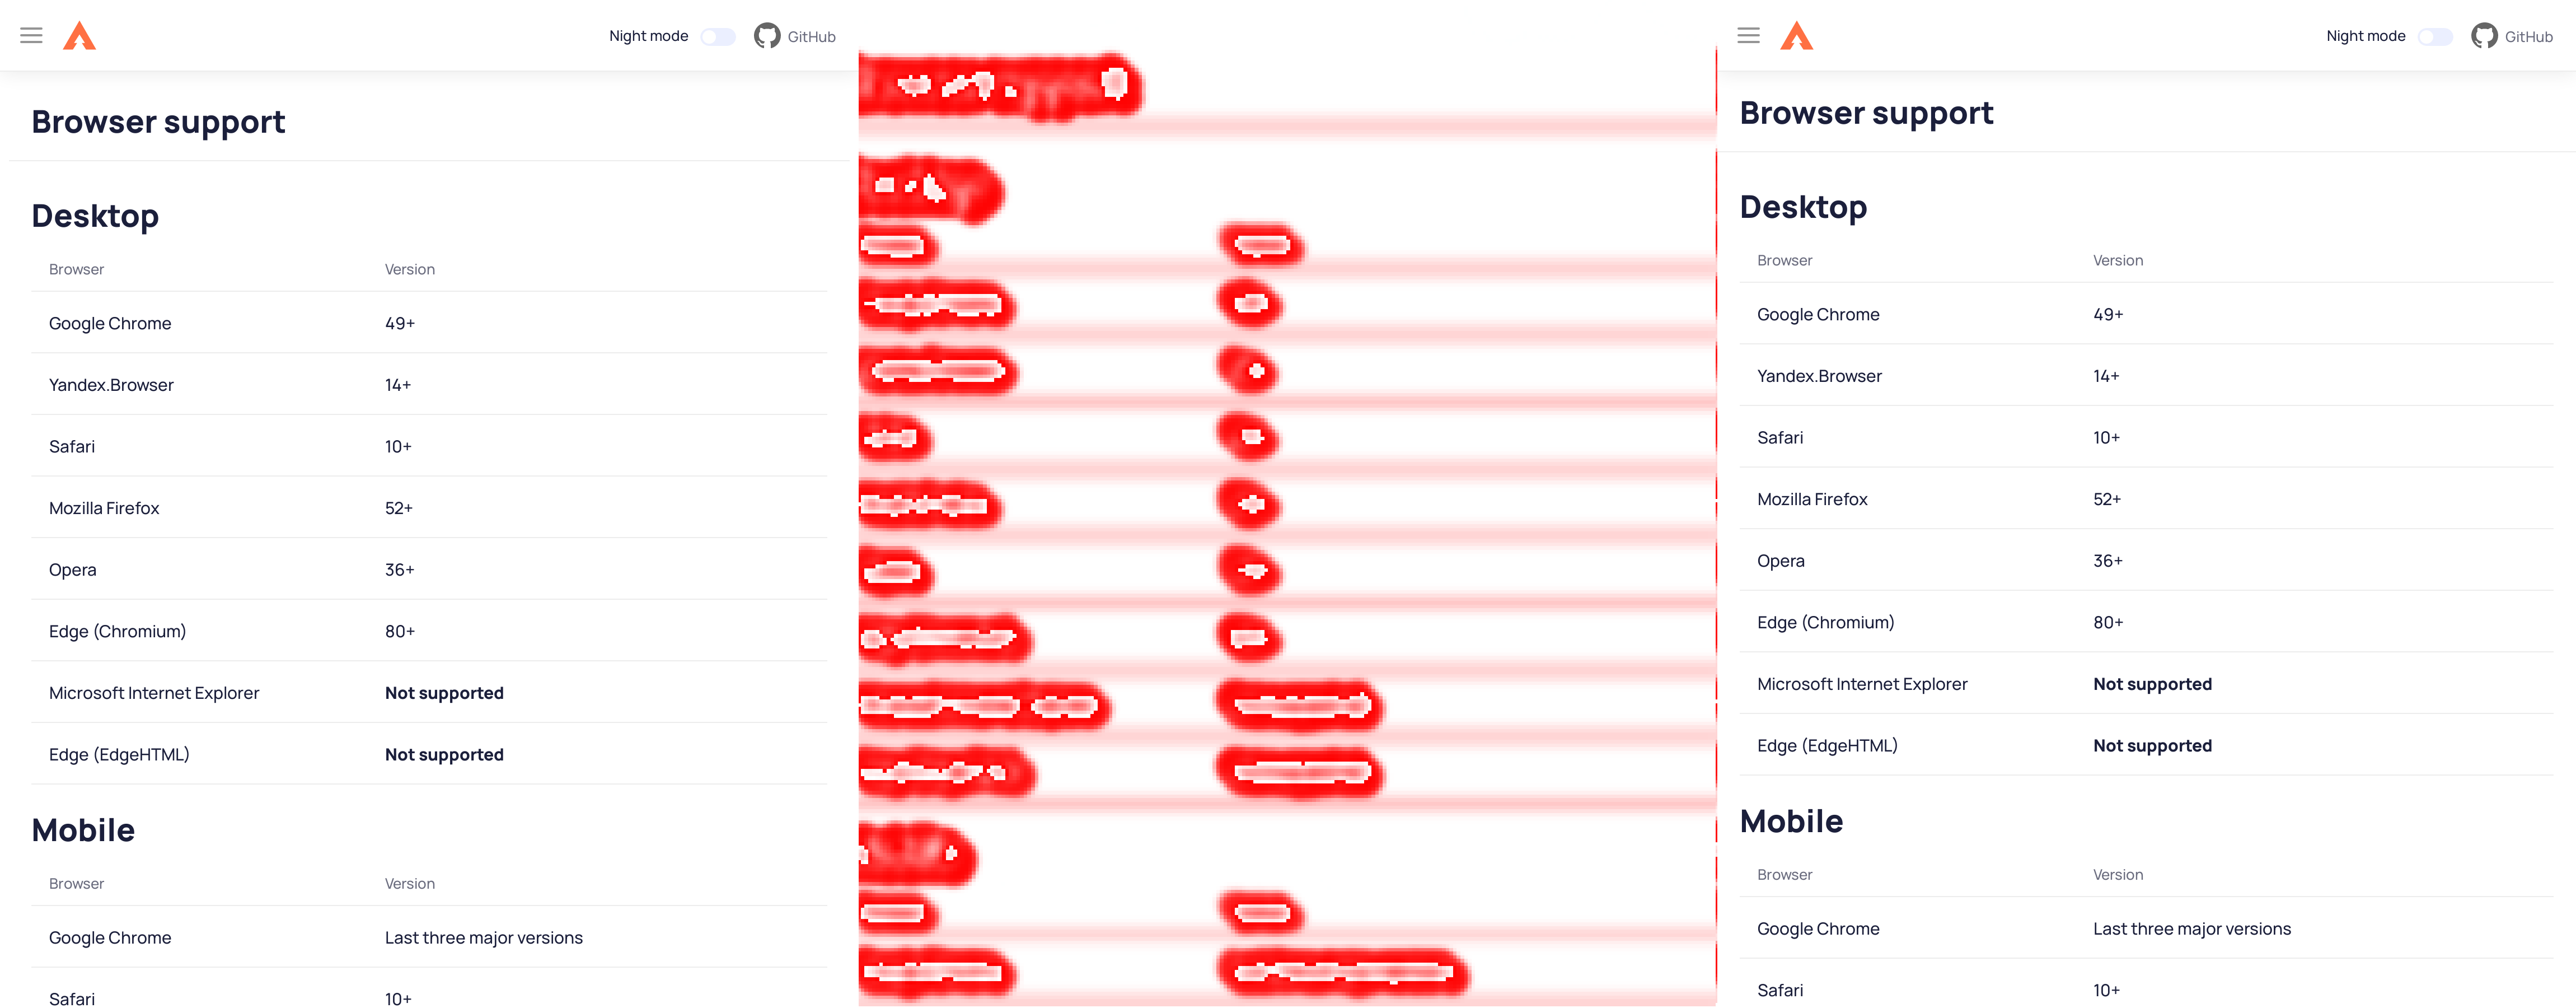 Night mode GitHub
Browser support
Desktop
Browser Version
Google Chrome 49+
Yandex.Browser 14+
Safari 10+
Mozilla Firefox 52+
Opera 36+
Edge (Chromium) 80+
Microsoft Internet Explorer Not supported
Edge (EdgeHTML) Not supported
Mobile
Browser Version
Google Chrome Last three major versions
Safari 10+
Night mode GitHub
Browser support
Desktop
Browser Version
Google Chrome 49+
Yandex.Browser 14+
Safari 10+
Mozilla Firefox 52+
Opera 36+
Edge (Chromium) 80+
Microsoft Internet Explorer Not supported
Edge (EdgeHTML) Not supported
Mobile
Browser Version
Google Chrome Last three major versions
Safari 10+